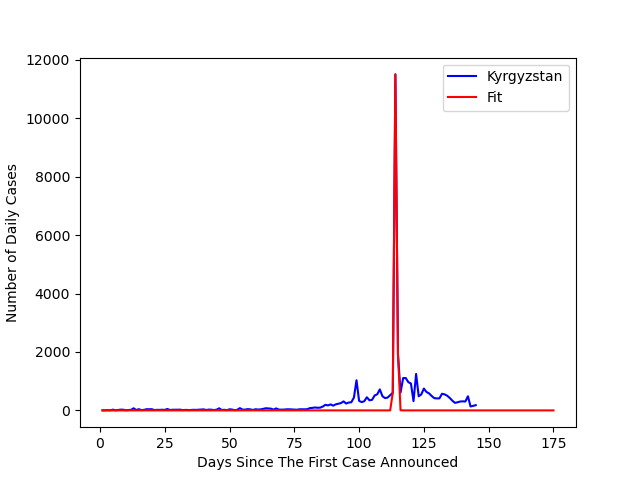 12000
10000
8000
6000
4000
2000
0
Number of Daily Cases
Kyrgyzstan
Fit
0 25 50 75 100 125 150 175
Days Since The First Case Announced